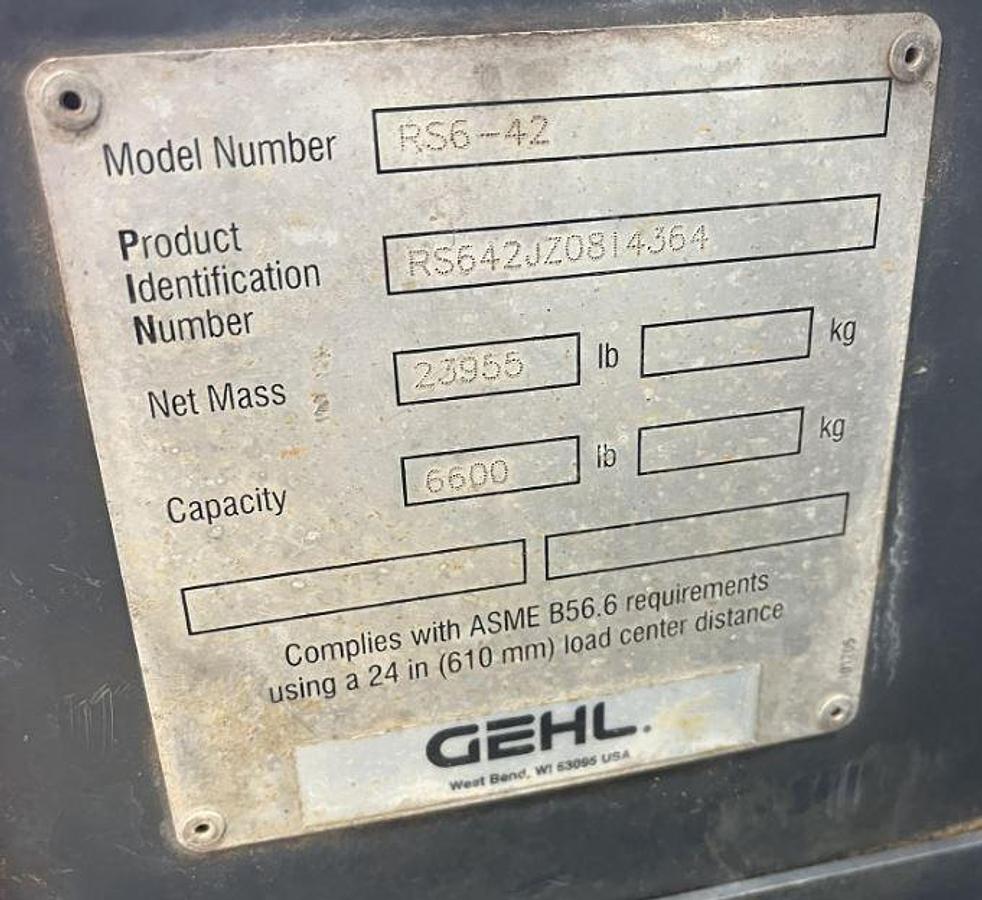 Model Number RS6-42
Product
Identification
Number RS642JZ0814364
Net Mass 23955 lb kg
Capacity 6600 lb kg
Complies with ASME B56.6 requirements
using a 24 in (610 mm) load center distance
GEHL.
West Bend, WI 53095 USA